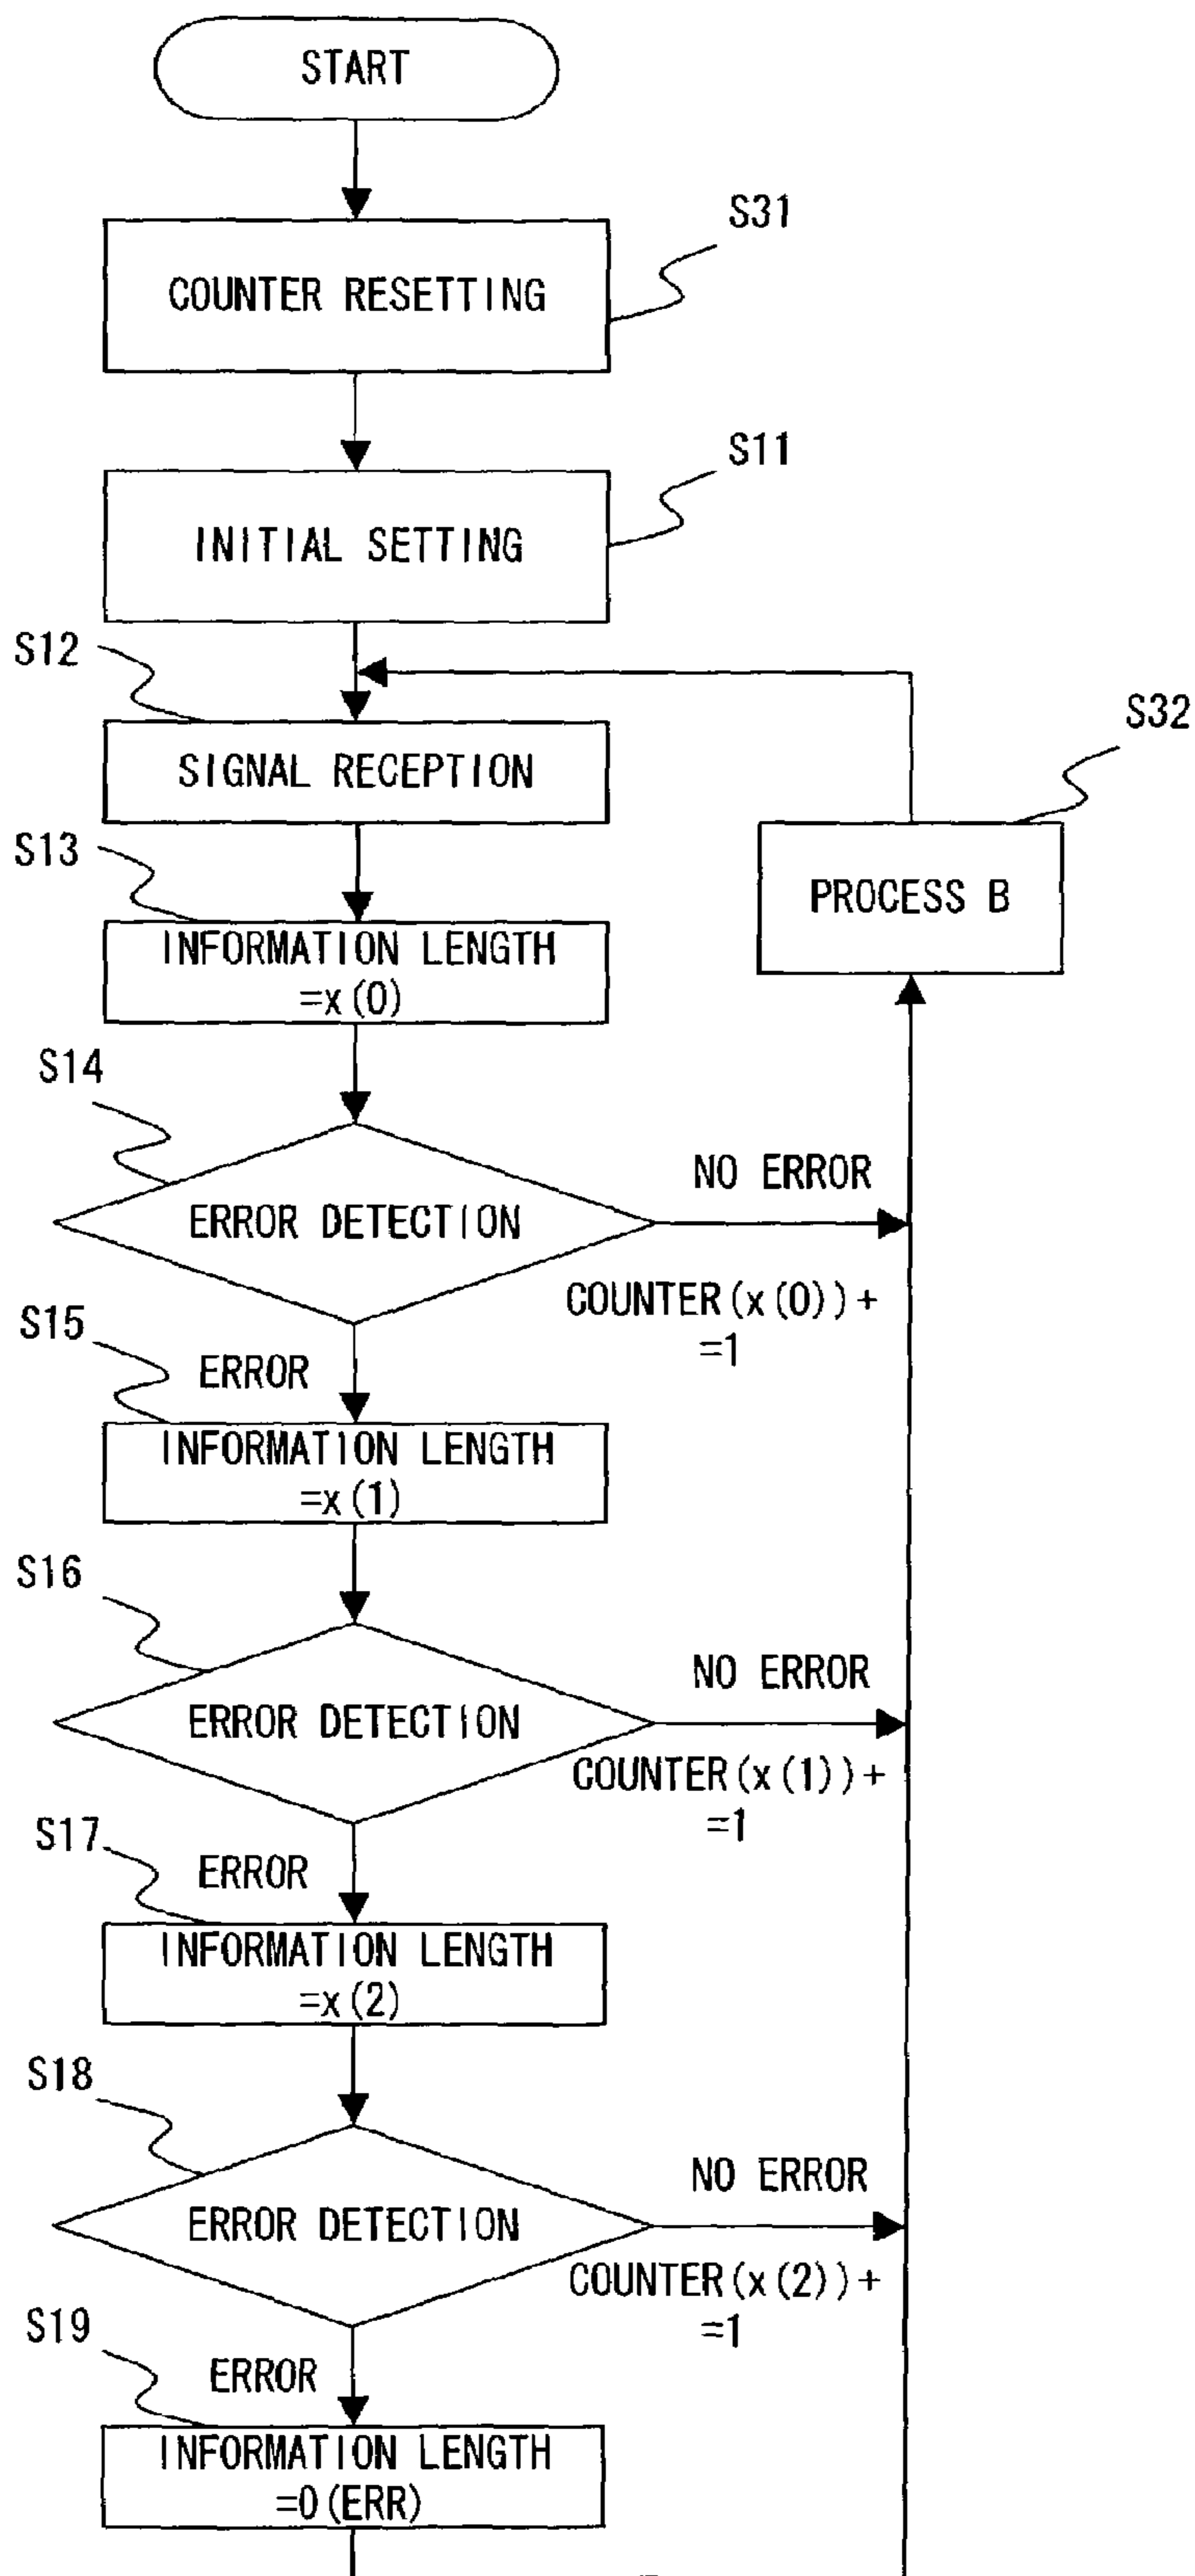 START
S31
COUNTER RESETTING
S11
INITIAL SETTING
S12
SIGNAL RECEPTION
S32
S13
PROCESS B
INFORMATION LENGTH
=x(0)
S14
NO ERROR
ERROR DETECTION
COUNTER(x(0))+
=1
S15
ERROR
INFORMATION LENGTH
=x(1)
S16
NO ERROR
ERROR DETECTION
COUNTER(x(1))+
=1
S17
ERROR
INFORMATION LENGTH
=x(2)
S18
NO ERROR
ERROR DETECTION
COUNTER(x(2))+
=1
S19
ERROR
INFORMATION LENGTH
=0(ERR)